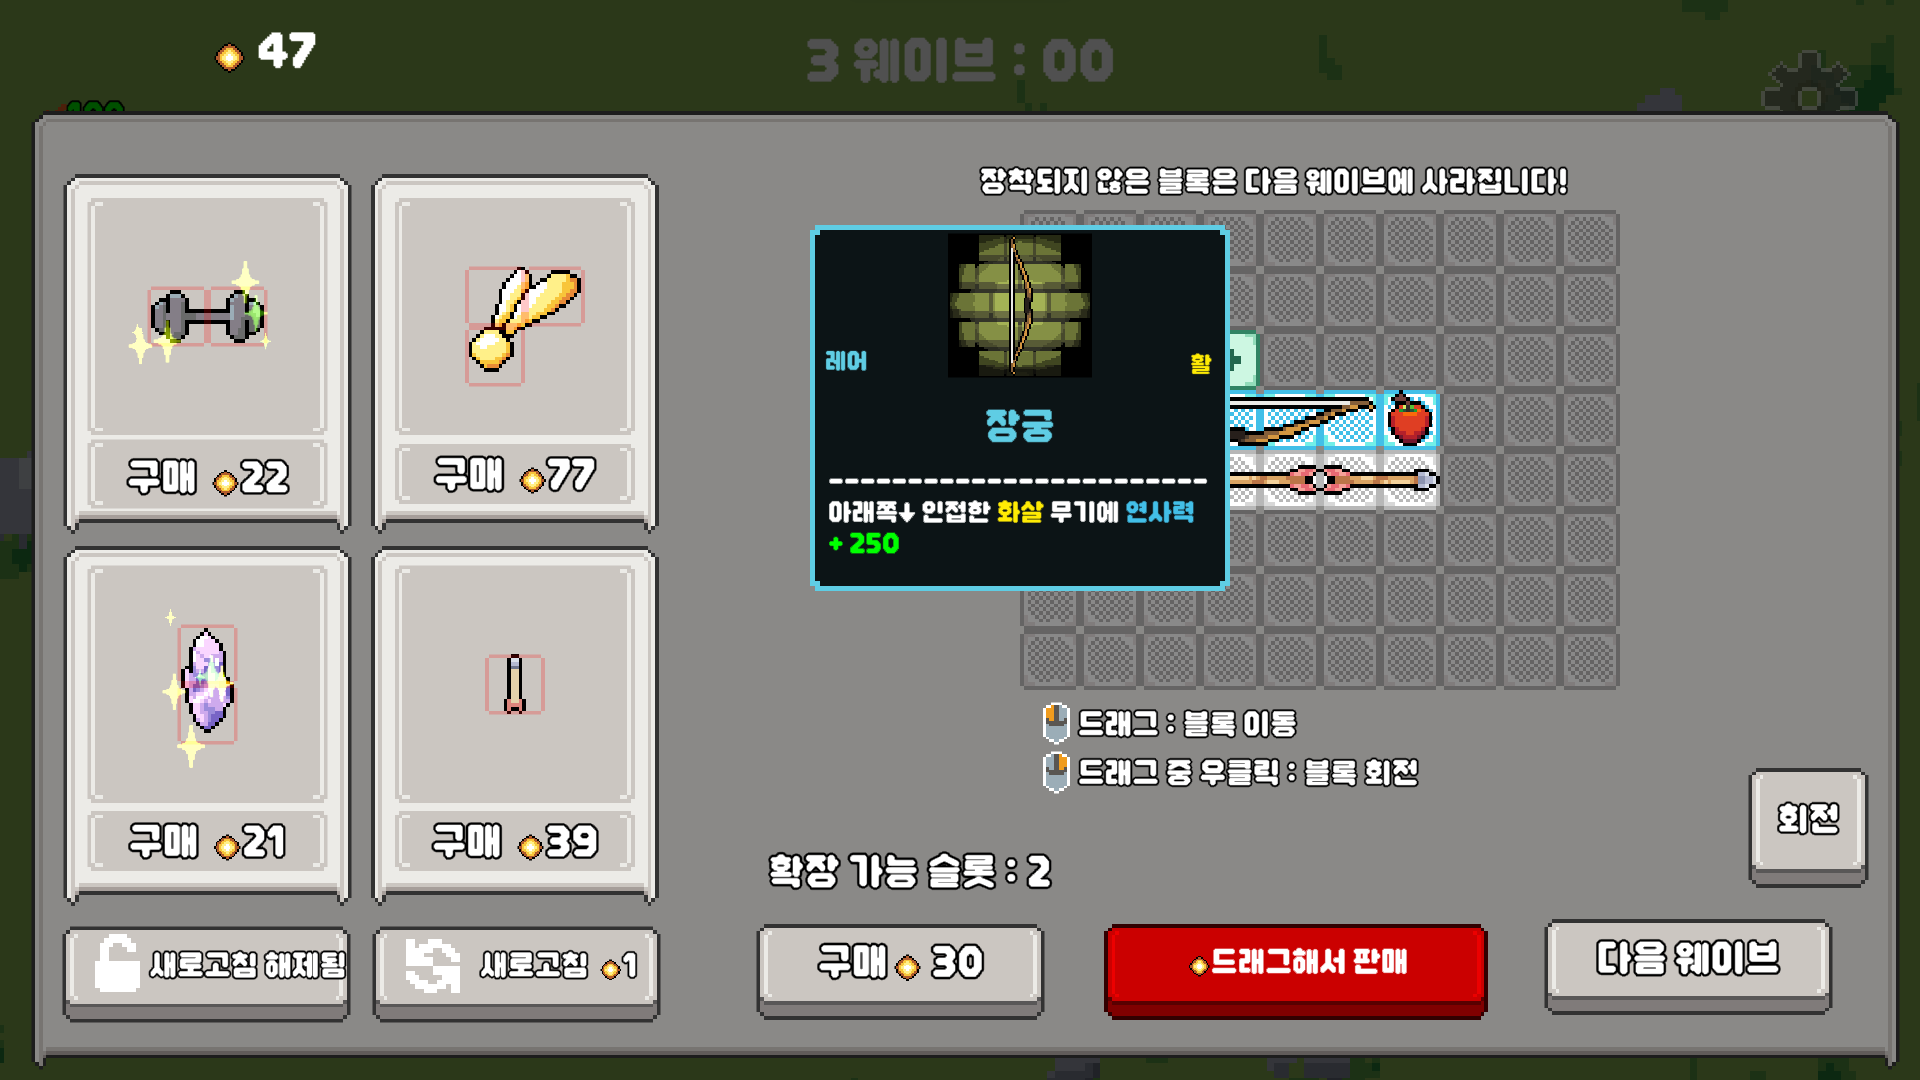 47
3 웨이브 : 00
장착되지 않은 블록은 다음 웨이브에 사라집니다!
구매 22
구매 77
레어
활
장궁
아래쪽↓ 인접한 화살 무기에 연사력
+ 250
구매 21
구매 39
드래그 : 블록 이동
드래그 중 우클릭 : 블록 회전
회전
확장 가능 슬롯 : 2
새로고침 해제됨
새로고침 1
구매 30
드래그해서 판매
다음 웨이브